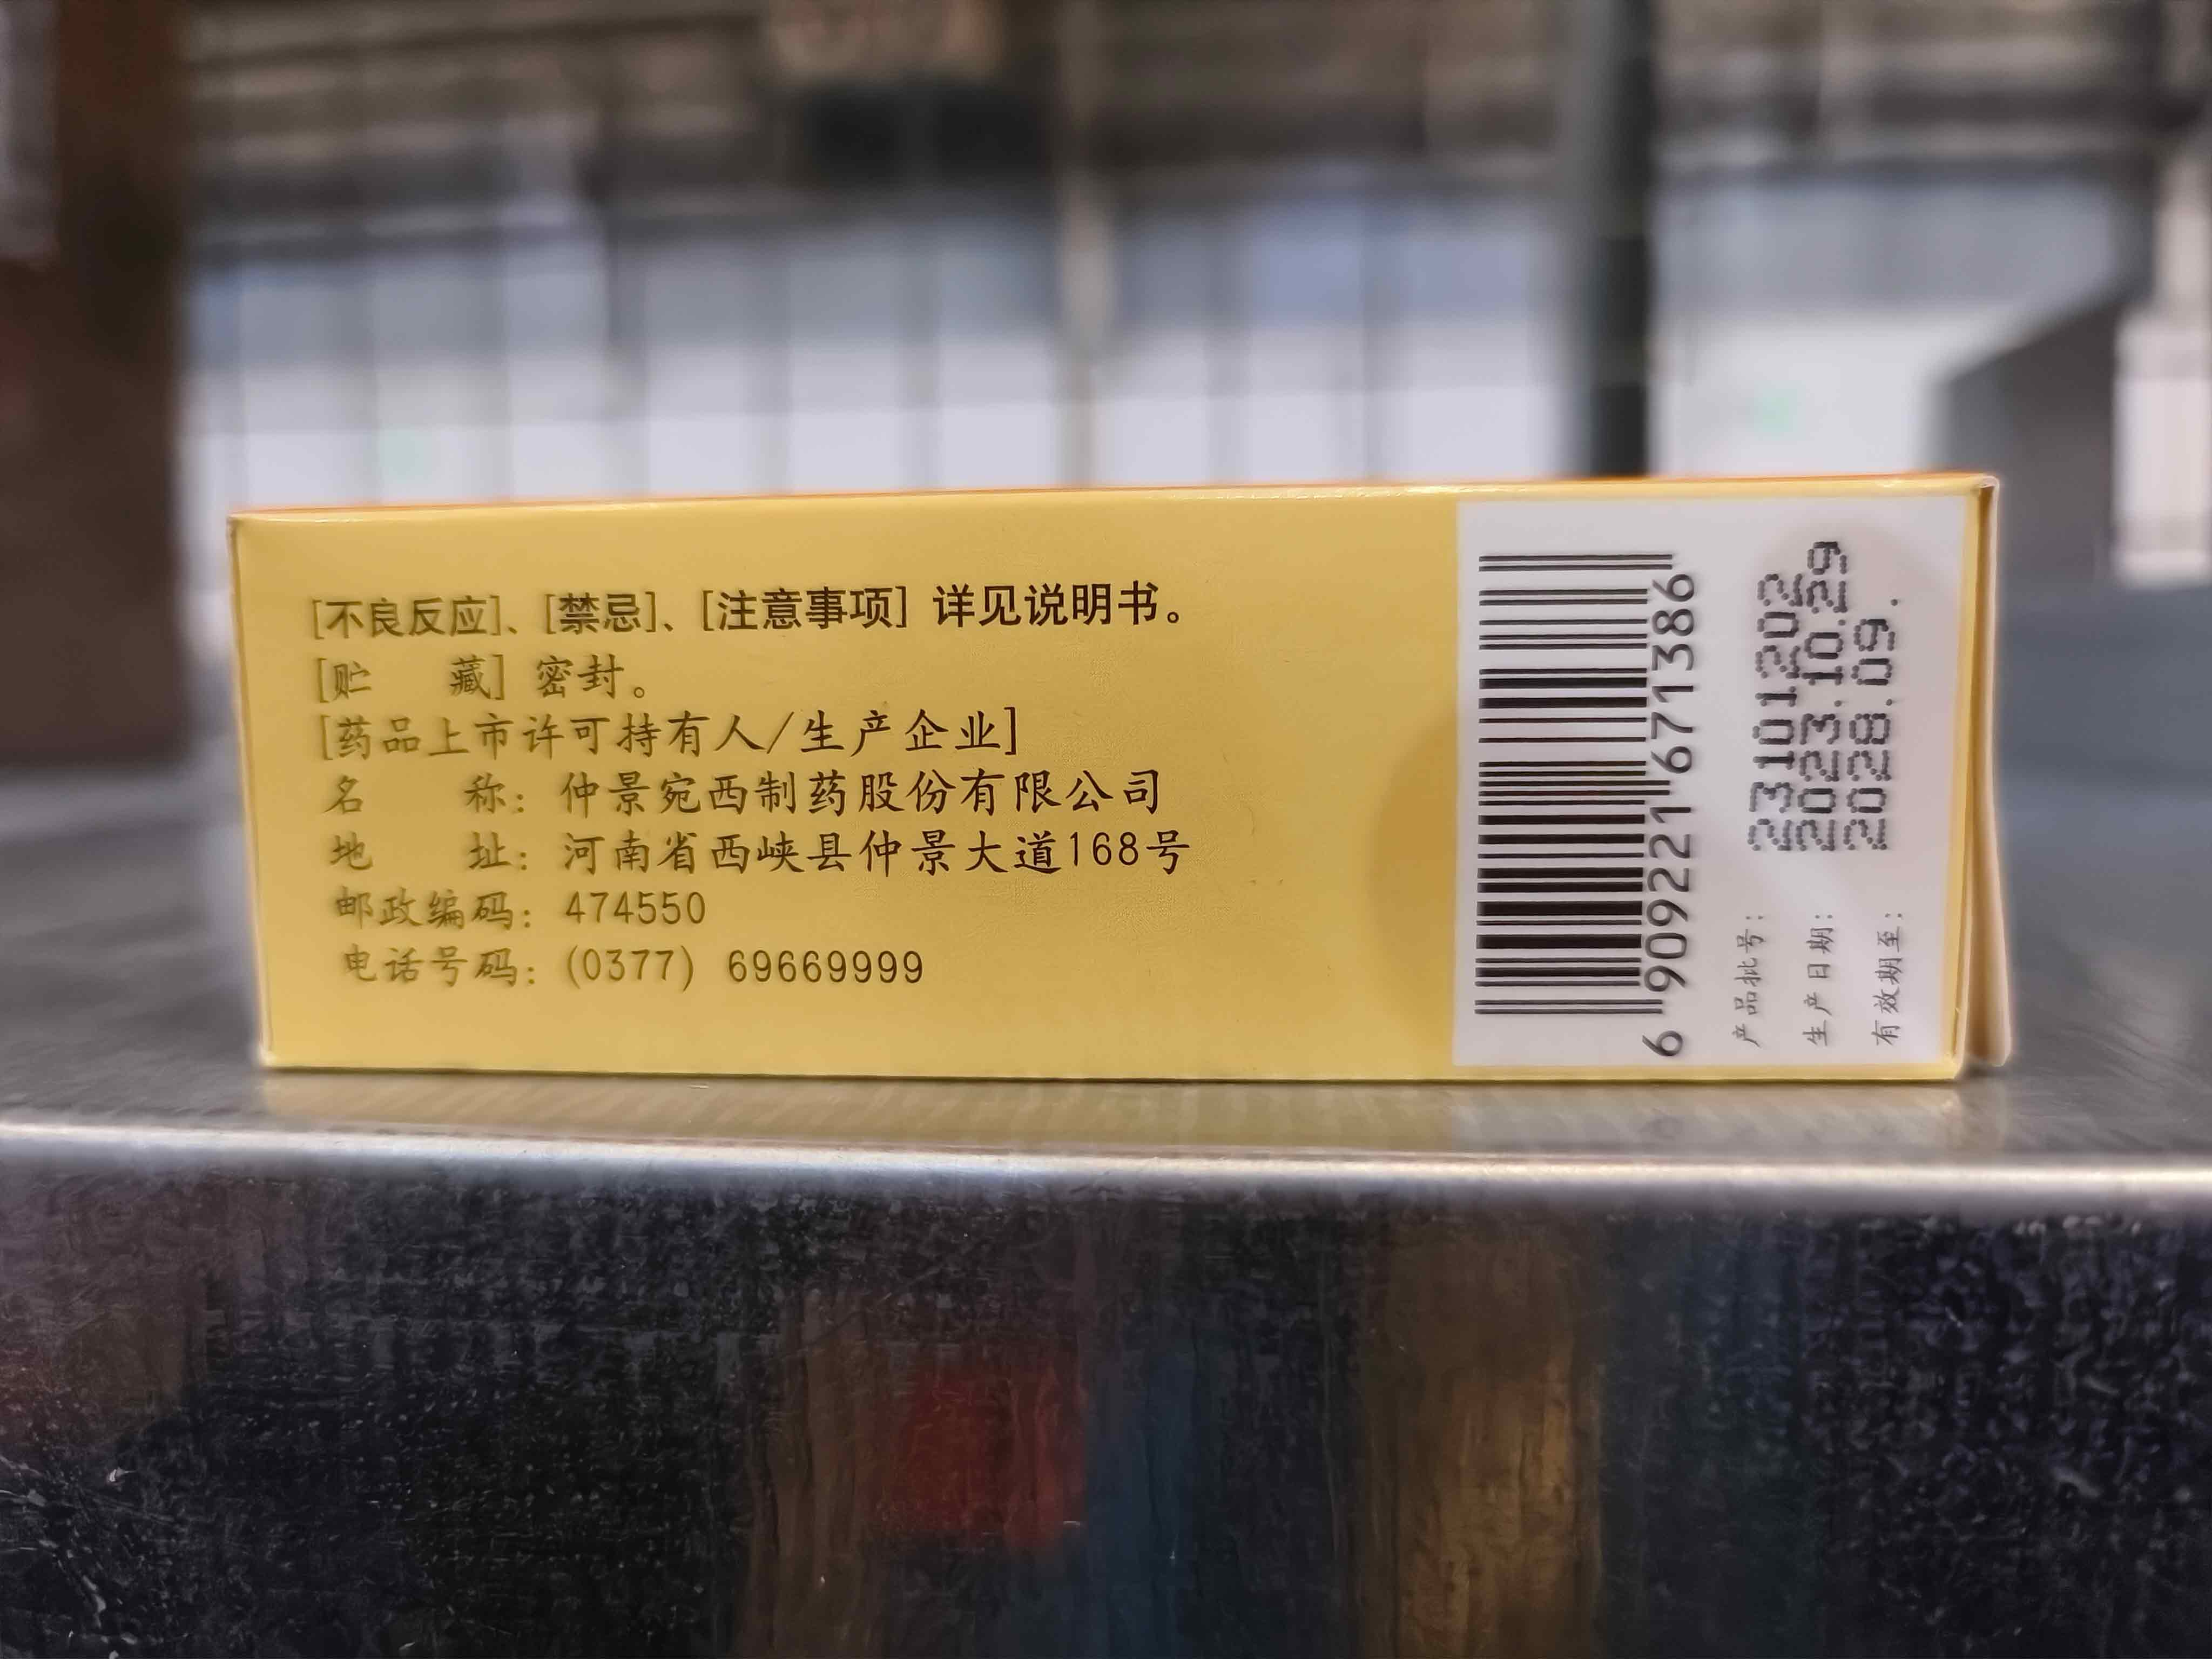 [不良反应]、[禁忌]、[注意事项] 详见说明书。
[贮 藏] 密封。
[药品上市许可持有人/生产企业]
名 称: 仲景宛西制药股份有限公司
地 址: 河南省西峡县仲景大道168号
邮政编码: 474550
电话号码: (0377) 69669999
6 909221 671386
产品批号: 23101202
生产日期: 2023.10.29
有效期至: 2028.09.